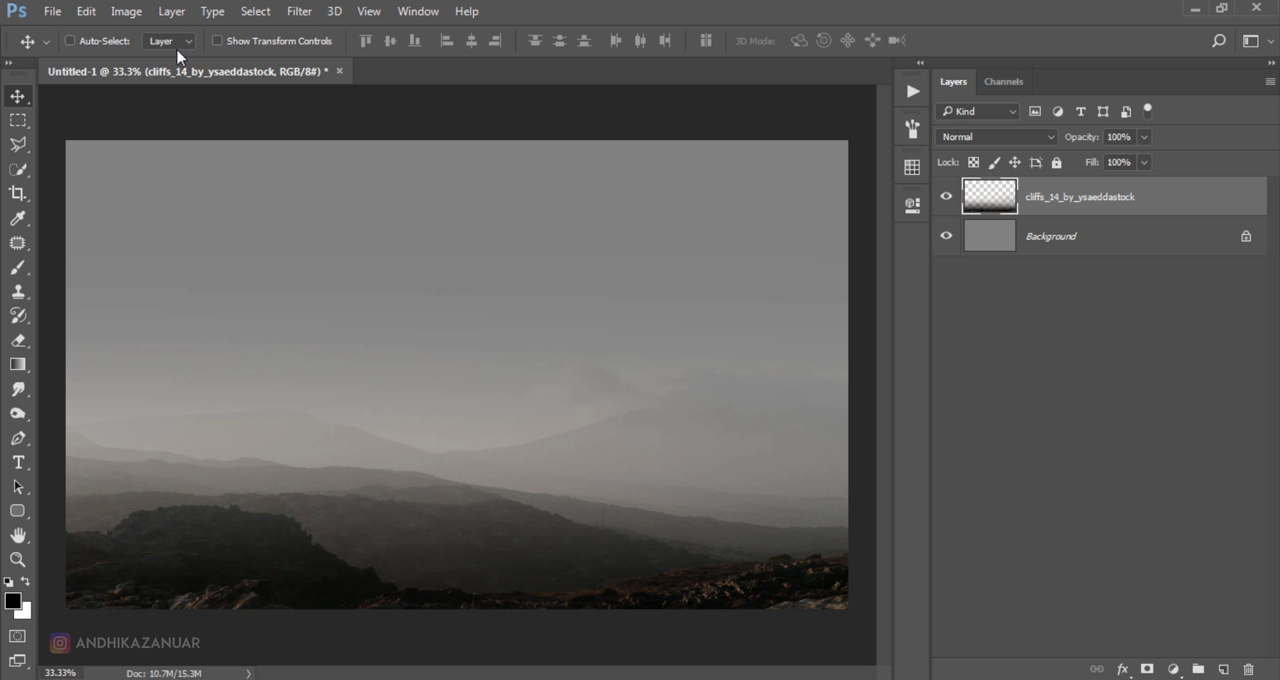 Ps File Edit Image Layer Type Select Filter 3D View Window Help
Auto-Select: Layer Show Transform Controls 3D Mode:
Untitled-1 @ 33.3% (cliffs_14_by_ysaeddastock, RGB/8#) *
Layers Channels
Kind
Normal Opacity: 100%
Lock: Fill: 100%
cliffs_14_by_ysaeddastock
Background
ANDHIKAZANUAR
33.33% Doc: 10.7M/15.3M
fx